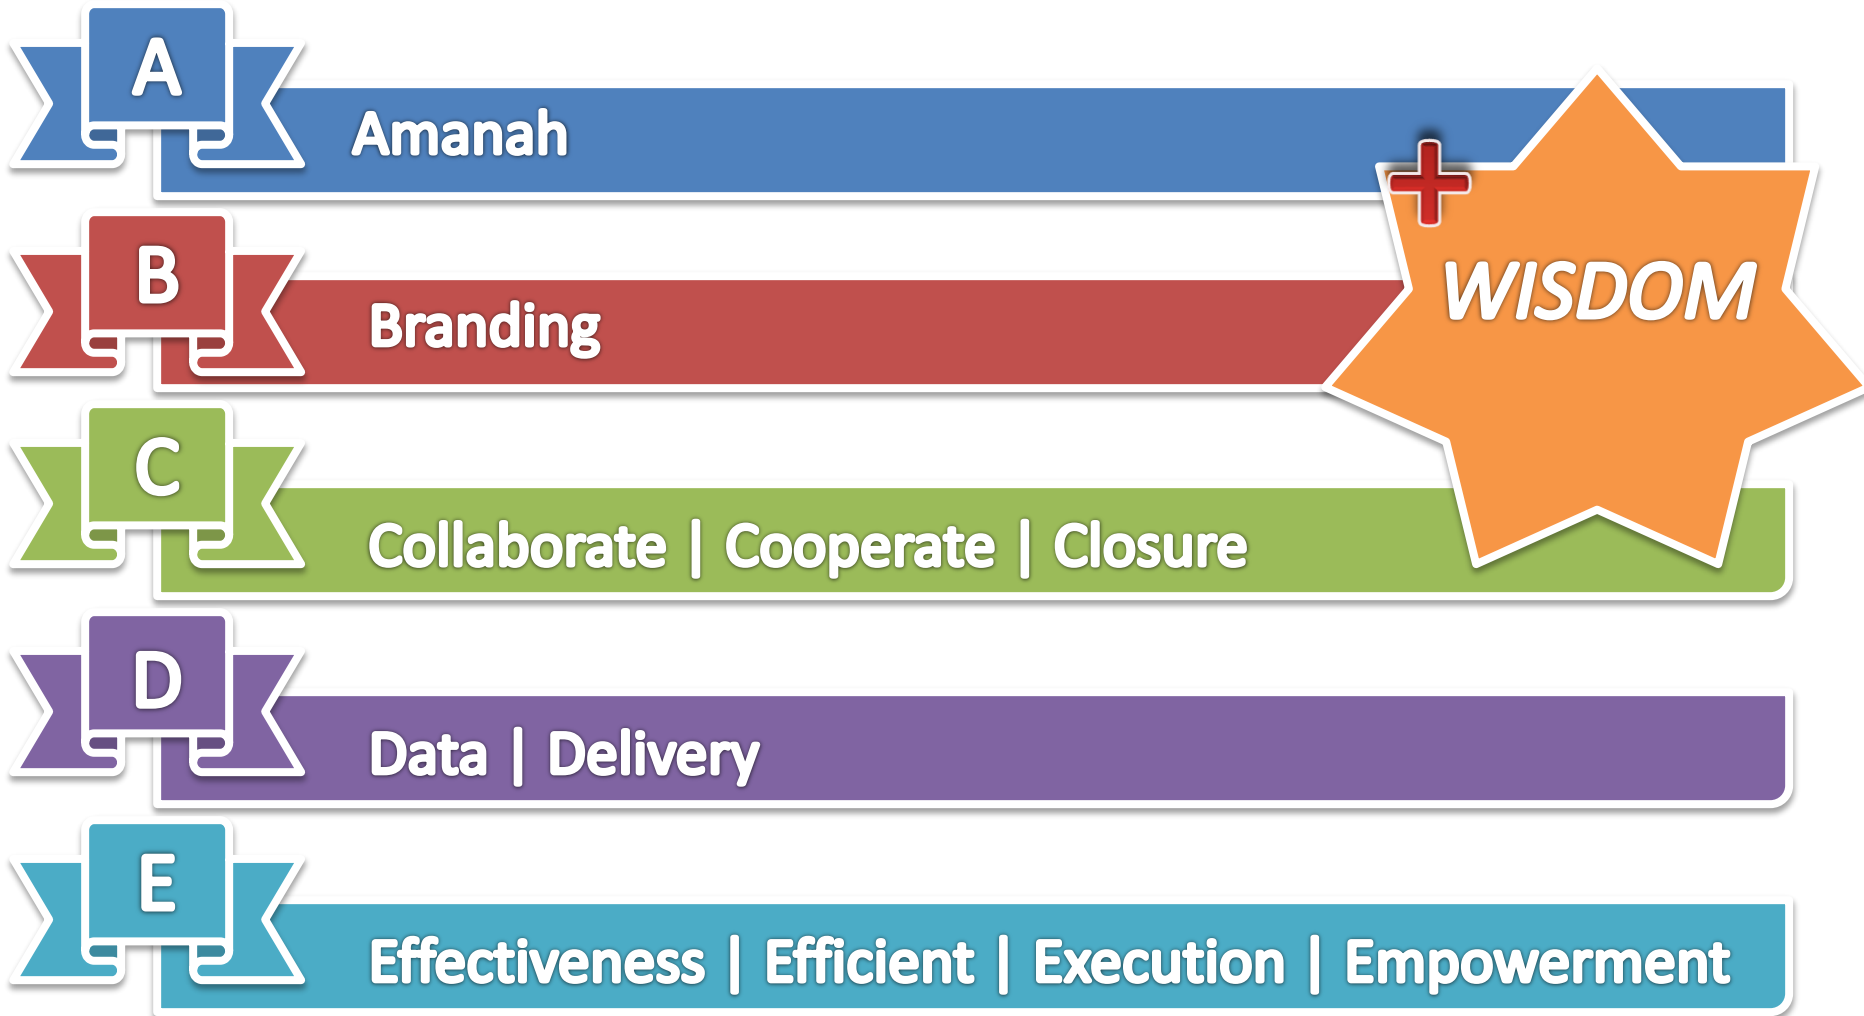 A
Amanah
+
WISDOM
B
Branding
C
Collaborate | Cooperate | Closure
D
Data | Delivery
E
Effectiveness | Efficient | Execution | Empowerment